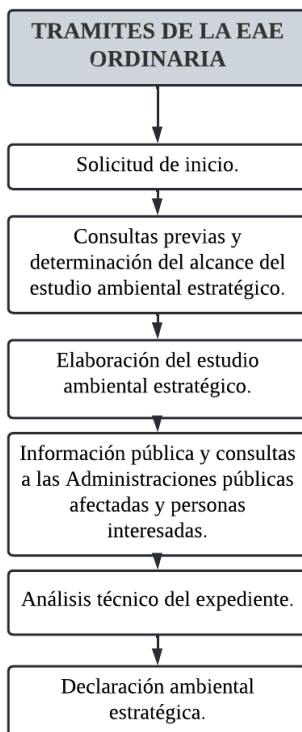 TRAMITES DE LA EAE
ORDINARIA
Solicitud de inicio.
Consultas previas y
determinación del alcance del
estudio ambiental estratégico.
Elaboración del estudio
ambiental estratégico.
Información pública y consultas
a las Administraciones públicas
afectadas y personas
interesadas.
Análisis técnico del expediente.
Declaración ambiental
estratégica.